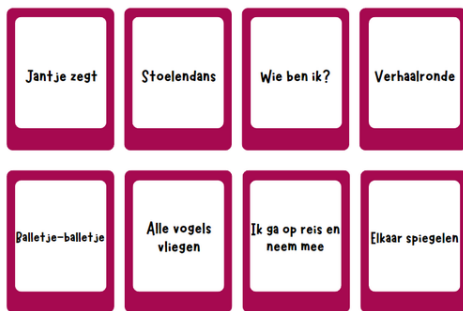 Jantje zegt
Stoelendans
Wie ben ik?
Verhaalronde
Balletje-balletje
Alle vogels
vliegen
Ik ga op reis en
neem mee
Elkaar spiegelen